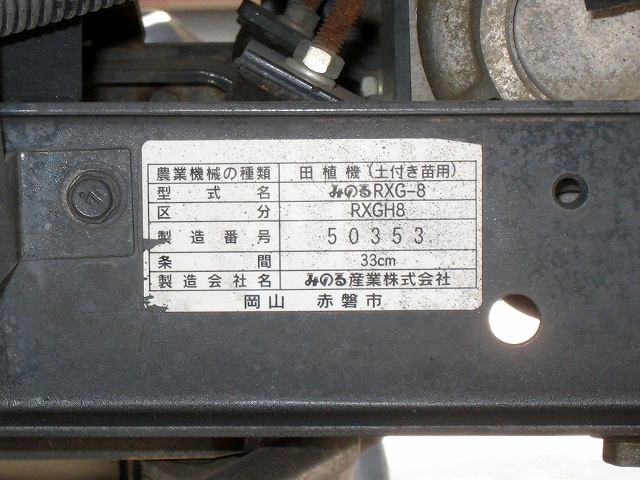 農業機械の種類 田植機(土付き苗用)
型式名 みのるRXG-8
区分 RXGH8
製造番号 50353
条間 33cm
製造会社名 みのる産業株式会社
岡山 赤磐市